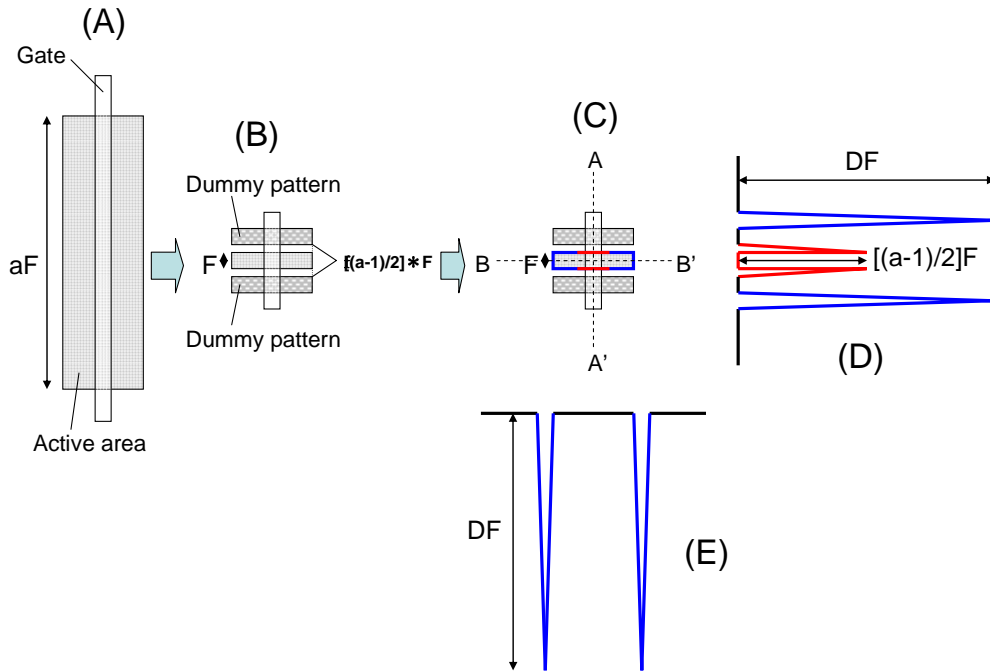 (A)
Gate
aF
Active area
(B)
Dummy pattern
F
[(a-1)/2]∗F
Dummy pattern
(C)
A
B
F
B'
A'
DF
[(a-1)/2]F
(D)
DF
(E)